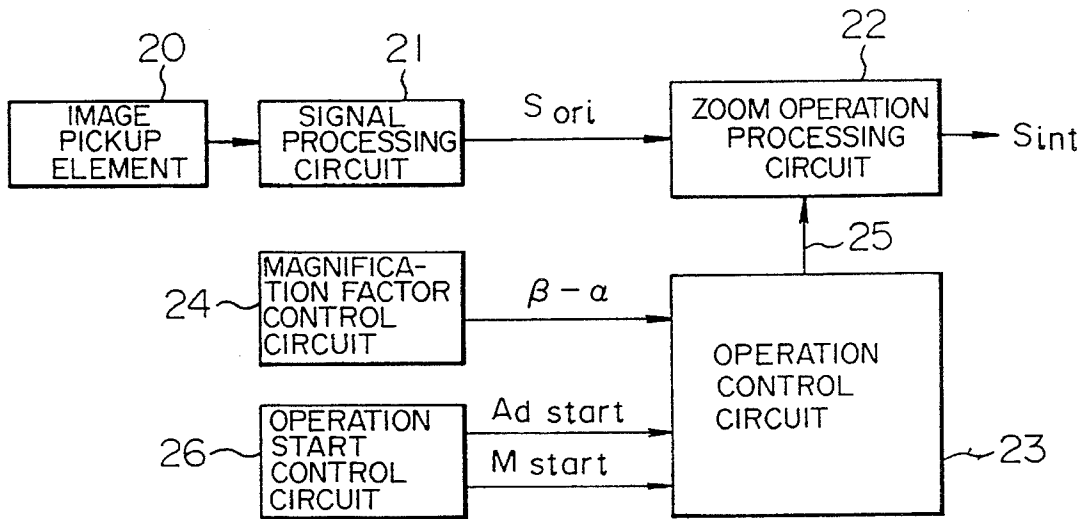 20
21
22
IMAGE
PICKUP
ELEMENT
SIGNAL
PROCESSING
CIRCUIT
Sori
ZOOM OPERATION
PROCESSING
CIRCUIT
Sint
25
24
MAGNIFICA-
TION FACTOR
CONTROL
CIRCUIT
β-α
OPERATION
CONTROL
CIRCUIT
23
26
OPERATION
START
CONTROL
CIRCUIT
Ad start
M start